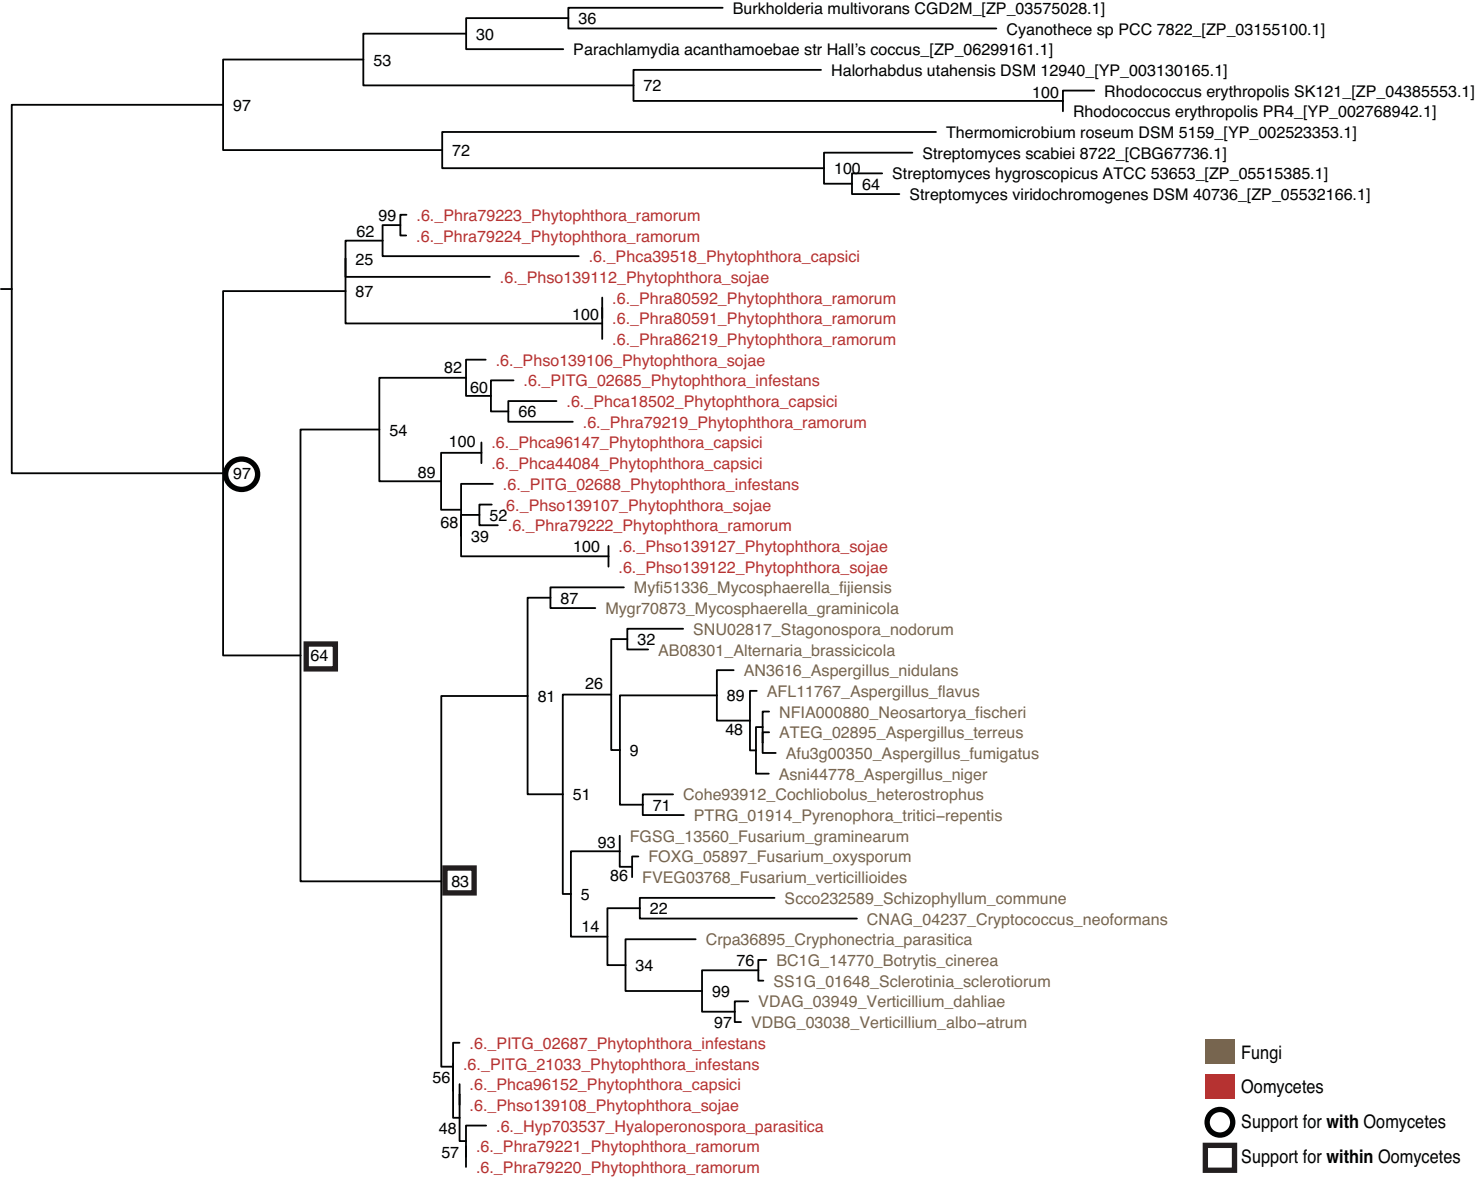 Burkholderia multivorans CGD2M_[ZP_03575028.1]
36
Cyanothece sp PCC 7822_[ZP_03155100.1]
30
Parachlamydia acanthamoebae str Hall's coccus_[ZP_06299161.1]
53
Halorhabdus utahensis DSM 12940_[YP_003130165.1]
72
100
Rhodococcus erythropolis SK121_[ZP_04385553.1]
97
Rhodococcus erythropolis PR4_[YP_002768942.1]
Thermomicrobium roseum DSM 5159_[YP_002523353.1]
72
Streptomyces scabiei 8722_[CBG67736.1]
100
Streptomyces hygroscopicus ATCC 53653_[ZP_05515385.1]
64
Streptomyces viridochromogenes DSM 40736_[ZP_05532166.1]
99
.6._Phra79223_Phytophthora_ramorum
62
.6._Phra79224_Phytophthora_ramorum
25
.6._Phca39518_Phytophthora_capsici
.6._Phso139112_Phytophthora_sojae
87
.6._Phra80592_Phytophthora_ramorum
100
.6._Phra80591_Phytophthora_ramorum
.6._Phra86219_Phytophthora_ramorum
82
.6._Phso139106_Phytophthora_sojae
60
.6._PITG_02685_Phytophthora_infestans
.6._Phca18502_Phytophthora_capsici
66
.6._Phra79219_Phytophthora_ramorum
54
100
.6._Phca96147_Phytophthora_capsici
.6._Phca44084_Phytophthora_capsici
89
97
.6._PITG_02688_Phytophthora_infestans
.6._Phso139107_Phytophthora_sojae
52
68
.6._Phra79222_Phytophthora_ramorum
39
100
.6._Phso139127_Phytophthora_sojae
.6._Phso139122_Phytophthora_sojae
Myfi51336_Mycosphaerella_fijiensis
87
Mygr70873_Mycosphaerella_graminicola
SNU02817_Stagonospora_nodorum
32
AB08301_Alternaria_brassicicola
64
AN3616_Aspergillus_nidulans
26
81
89
AFL11767_Aspergillus_flavus
NFIA000880_Neosartorya_fischeri
48
ATEG_02895_Aspergillus_terreus
9
Afu3g00350_Aspergillus_fumigatus
Asni44778_Aspergillus_niger
51
Cohe93912_Cochliobolus_heterostrophus
71
PTRG_01914_Pyrenophora_tritici−repentis
93
FGSG_13560_Fusarium_graminearum
FOXG_05897_Fusarium_oxysporum
86
FVEG03768_Fusarium_verticillioides
83
5
Scco232589_Schizophyllum_commune
22
CNAG_04237_Cryptococcus_neoformans
14
Crpa36895_Cryphonectria_parasitica
34
76
BC1G_14770_Botrytis_cinerea
SS1G_01648_Sclerotinia_sclerotiorum
99
VDAG_03949_Verticillium_dahliae
97
VDBG_03038_Verticillium_albo−atrum
.6._PITG_02687_Phytophthora_infestans
.6._PITG_21033_Phytophthora_infestans
56
.6._Phca96152_Phytophthora_capsici
.6._Phso139108_Phytophthora_sojae
48
.6._Hyp703537_Hyaloperonospora_parasitica
57
.6._Phra79221_Phytophthora_ramorum
.6._Phra79220_Phytophthora_ramorum
Fungi
Oomycetes
Support for with Oomycetes
Support for within Oomycetes